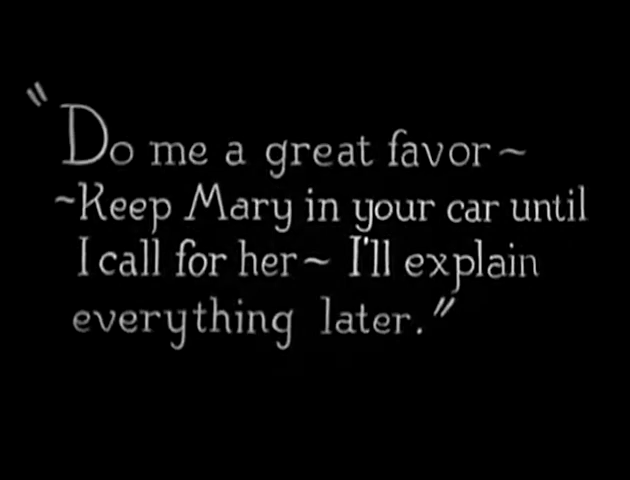 "Do me a great favor~
~Keep Mary in your car until
I call for her~ I'll explain
everything later."